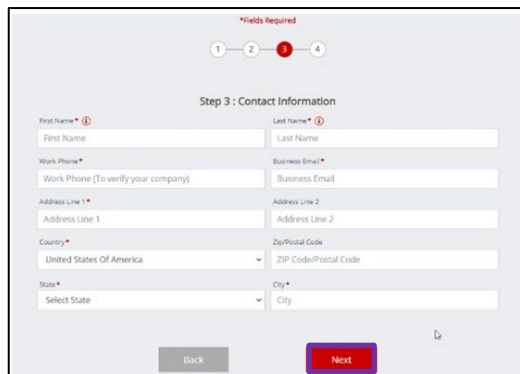 *Fields Required
1 2 3 4
Step 3 : Contact Information
First Name* Last Name*
First Name Last Name
Work Phone* Business Email*
Work Phone (To verify your company) Business Email
Address Line 1* Address Line 2
Address Line 1 Address Line 2
Country* Zip/Postal Code
United States Of America ZIP Code/Postal Code
State* City*
Select State City
Back Next